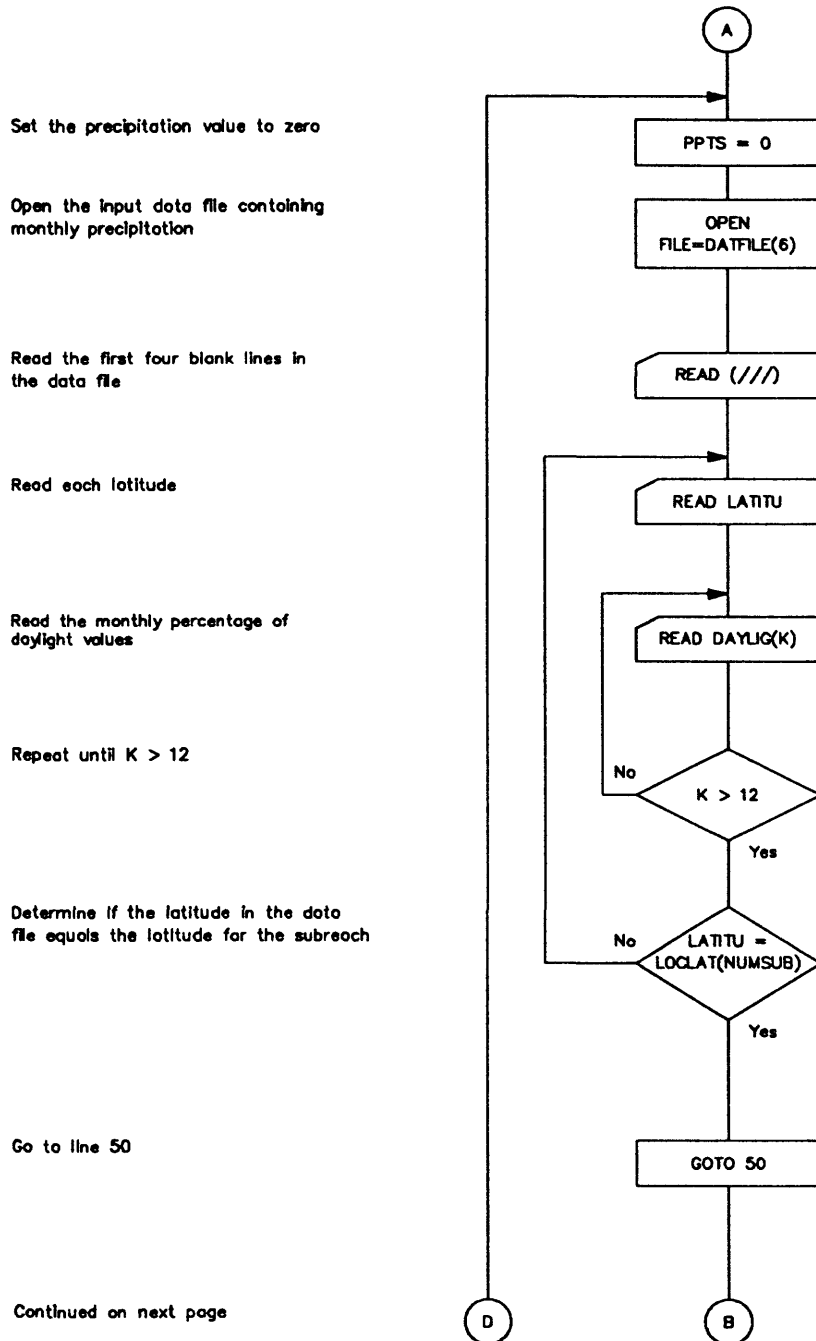 A
Set the precipitation value to zero
PPTS = 0
Open the input data file containing
monthly precipitation
OPEN
FILE=DATFILE(6)
Read the first four blank lines in
the data file
READ (///)
Read each latitude
READ LATITU
Read the monthly percentage of
daylight values
READ DAYLIG(K)
Repeat until K > 12
No
K > 12
Yes
Determine if the latitude in the data
file equals the latitude for the subreach
No
LATITU =
LOCLAT(NUMSUB)
Yes
Go to line 50
GOTO 50
Continued on next page
D
B